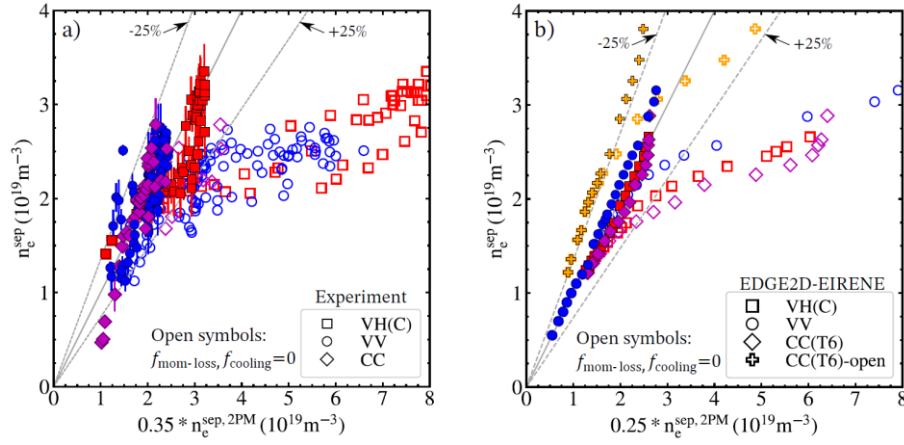 a)
-25%
+25%
n_e^sep (10^19 m^-3)
4
3
2
1
0
Experiment
VH(C)
VV
CC
Open symbols:
f_mom-loss, f_cooling=0
0 1 2 3 4 5 6 7 8
0.35 * n_e^sep, 2PM (10^19 m^-3)
b)
-25%
+25%
n_e^sep (10^19 m^-3)
4
3
2
1
0
EDGE2D-EIRENE
VH(C)
VV
CC(T6)
CC(T6)-open
Open symbols:
f_mom-loss, f_cooling=0
0 1 2 3 4 5 6 7 8
0.25 * n_e^sep, 2PM (10^19 m^-3)